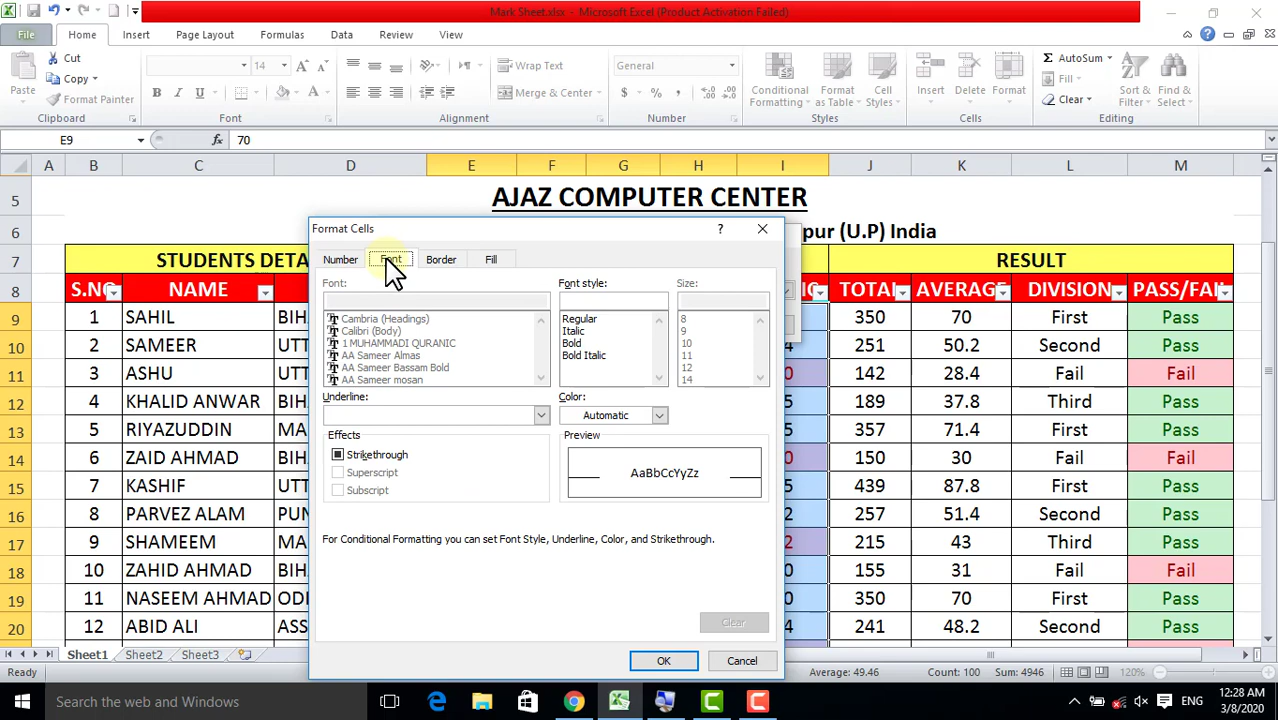 Mark Sheet.xlsx - Microsoft Excel (Product Activation Failed)
File Home Insert Page Layout Formulas Data Review View
Cut
Copy
Format Painter
Paste
Clipboard
14
Font
Wrap Text
Merge & Center
Alignment
General
Number
Conditional Formatting
Format as Table
Cell Styles
Styles
Insert Delete Format
Cells
AutoSum
Fill
Clear
Sort & Filter
Find & Select
Editing
E9 fx 70
A B C D E F G H I J K L M
5 AJAZ COMPUTER CENTER
6 pur (U.P) India
7 STUDENTS DETA RESULT
8 S.NO NAME TOTAL AVERAGE DIVISION PASS/FAIL
9 1 SAHIL BIH 350 70 First Pass
10 2 SAMEER UTT 251 50.2 Second Pass
11 3 ASHU UTT 0 142 28.4 Fail Fail
12 4 KHALID ANWAR BIH 5 189 37.8 Third Pass
13 5 RIYAZUDDIN MA 5 357 71.4 First Pass
14 6 ZAID AHMAD BIH 0 150 30 Fail Fail
15 7 KASHIF UTT 5 439 87.8 First Pass
16 8 PARVEZ ALAM PUN 2 257 51.4 Second Pass
17 9 SHAMEEM MA 2 215 43 Third Pass
18 10 ZAHID AHMAD BIH 0 155 31 Fail Fail
19 11 NASEEM AHMAD ODI 0 350 70 First Pass
20 12 ABID ALI ASS 4 241 48.2 Second Pass
Format Cells ?
Number Font Border Fill
Font: Font style: Size:
Cambria (Headings) Regular 8
Calibri (Body) Italic 9
1 MUHAMMADI QURANIC Bold 10
AA Sameer Almas Bold Italic 11
AA Sameer Bassam Bold 12
AA Sameer mosan 14
Underline: Color:
Automatic
Effects Preview
Strikethrough
AaBbCcYyZz
Superscript
Subscript
For Conditional Formatting you can set Font Style, Underline, Color, and Strikethrough.
Clear
OK Cancel
Sheet1 Sheet2 Sheet3
Ready Average: 49.46 Count: 100 Sum: 4946 120%
Search the web and Windows
ENG
12:28 AM
3/8/2020